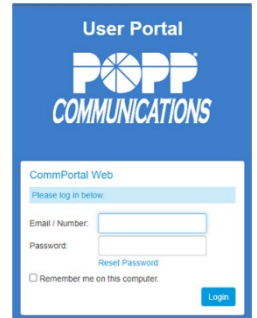 User Portal
POPP
COMMUNICATIONS
CommPortal Web
Please log in below.
Email / Number:
Password:
Reset Password
Remember me on this computer.
Login